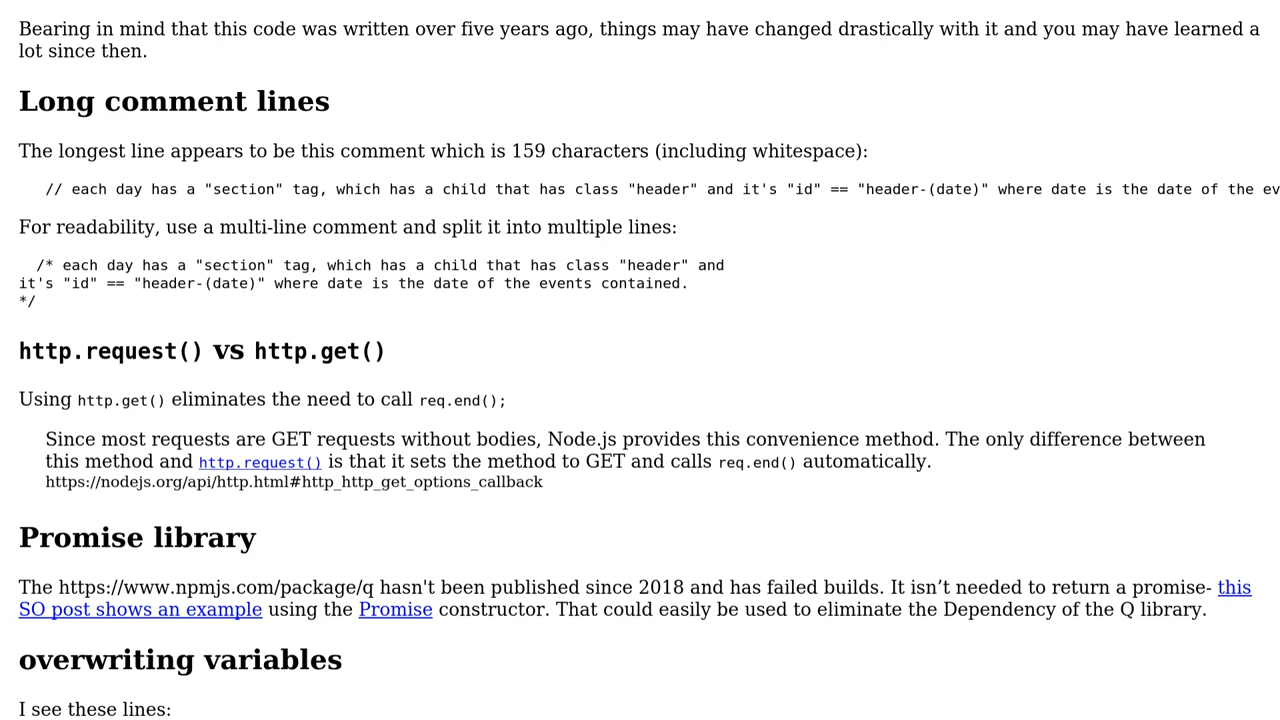 Bearing in mind that this code was written over five years ago, things may have changed drastically with it and you may have learned a
lot since then.
Long comment lines
The longest line appears to be this comment which is 159 characters (including whitespace):
// each day has a "section" tag, which has a child that has class "header" and it's "id" == "header-(date)" where date is the date of the ev
For readability, use a multi-line comment and split it into multiple lines:
/* each day has a "section" tag, which has a child that has class "header" and
it's "id" == "header-(date)" where date is the date of the events contained.
*/
http.request() vs http.get()
Using http.get() eliminates the need to call req.end();
Since most requests are GET requests without bodies, Node.js provides this convenience method. The only difference between
this method and http.request() is that it sets the method to GET and calls req.end() automatically.
https://nodejs.org/api/http.html#http_http_get_options_callback
Promise library
The https://www.npmjs.com/package/q hasn't been published since 2018 and has failed builds. It isn’t needed to return a promise- this
SO post shows an example using the Promise constructor. That could easily be used to eliminate the Dependency of the Q library.
overwriting variables
I see these lines: